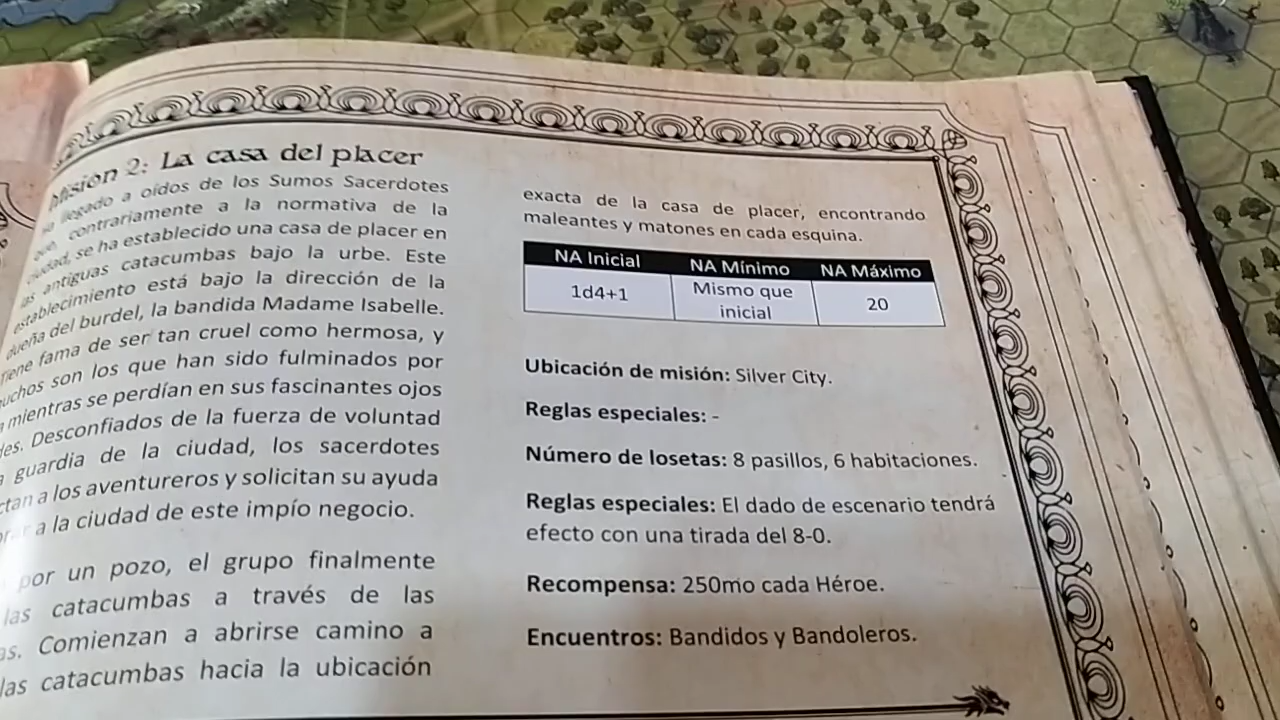 Misión 2: La casa del placer
llegado a oídos de los Sumos Sacerdotes
que, contrariamente a la normativa de la
ciudad, se ha establecido una casa de placer en
las antiguas catacumbas bajo la urbe. Este
establecimiento está bajo la dirección de la
dueña del burdel, la bandida Madame Isabelle.
Tiene fama de ser tan cruel como hermosa, y
muchos son los que han sido fulminados por
mientras se perdían en sus fascinantes ojos
Desconfiados de la fuerza de voluntad
guardia de la ciudad, los sacerdotes
a los aventureros y solicitan su ayuda
a la ciudad de este impío negocio.
por un pozo, el grupo finalmente
las catacumbas a través de las
Comienzan a abrirse camino a
las catacumbas hacia la ubicación
exacta de la casa de placer, encontrando
maleantes y matones en cada esquina.
NA Inicial NA Mínimo NA Máximo
1d4+1 Mismo que inicial 20
Ubicación de misión: Silver City.
Reglas especiales: -
Número de losetas: 8 pasillos, 6 habitaciones.
Reglas especiales: El dado de escenario tendrá
efecto con una tirada del 8-0.
Recompensa: 250mo cada Héroe.
Encuentros: Bandidos y Bandoleros.